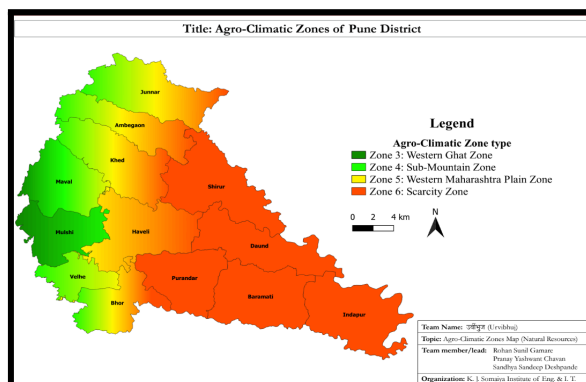 Title: Agro-Climatic Zones of Pune District
Junnar
Ambegaon
Khed
Maval
Shirur
Mulshi
Haveli
Daund
Velhe
Purandar
Baramati
Bhor
Indapur
Legend
Agro-Climatic Zone type
Zone 3: Western Ghat Zone
Zone 4: Sub-Mountain Zone
Zone 5: Western Maharashtra Plain Zone
Zone 6: Scarcity Zone
0 2 4 km
N
Team Name: उर्वीभुज (Urvibhuj)
Topic: Agro-Climatic Zones Map (Natural Resources)
Team member/lead: Rohan Sunil Gamare
Pranay Yashwant Chavan
Sandhya Sandeep Deshpande
Organization: K. J. Somaiya Institute of Eng. & I. T.